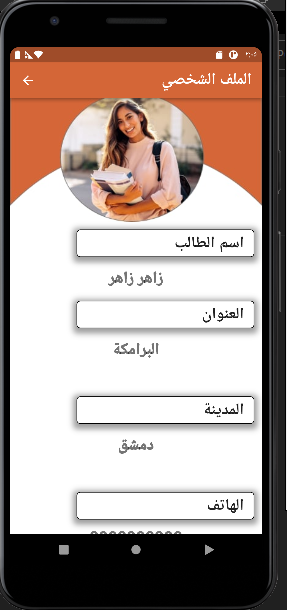 الملف الشخصي
اسم الطالب
زاهر زاهر
العنوان
البرامكة
المدينة
دمشق
الهاتف